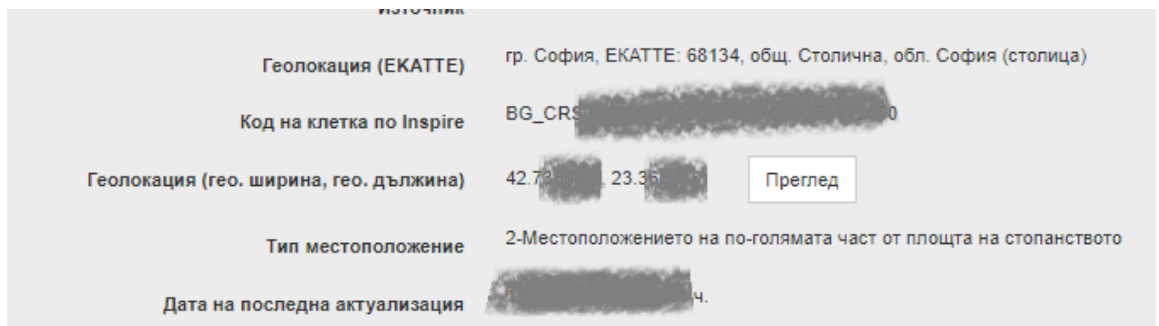 Източник
Геолокация (ЕКАТТЕ) гр. София, ЕКАТТЕ: 68134, общ. Столична, обл. София (столица)
Код на клетка по Inspire BG_CRS 0
Геолокация (гео. ширина, гео. дължина) 42.73 , 23.36 Преглед
Тип местоположение 2-Местоположението на по-голямата част от площта на стопанството
Дата на последна актуализация ч.